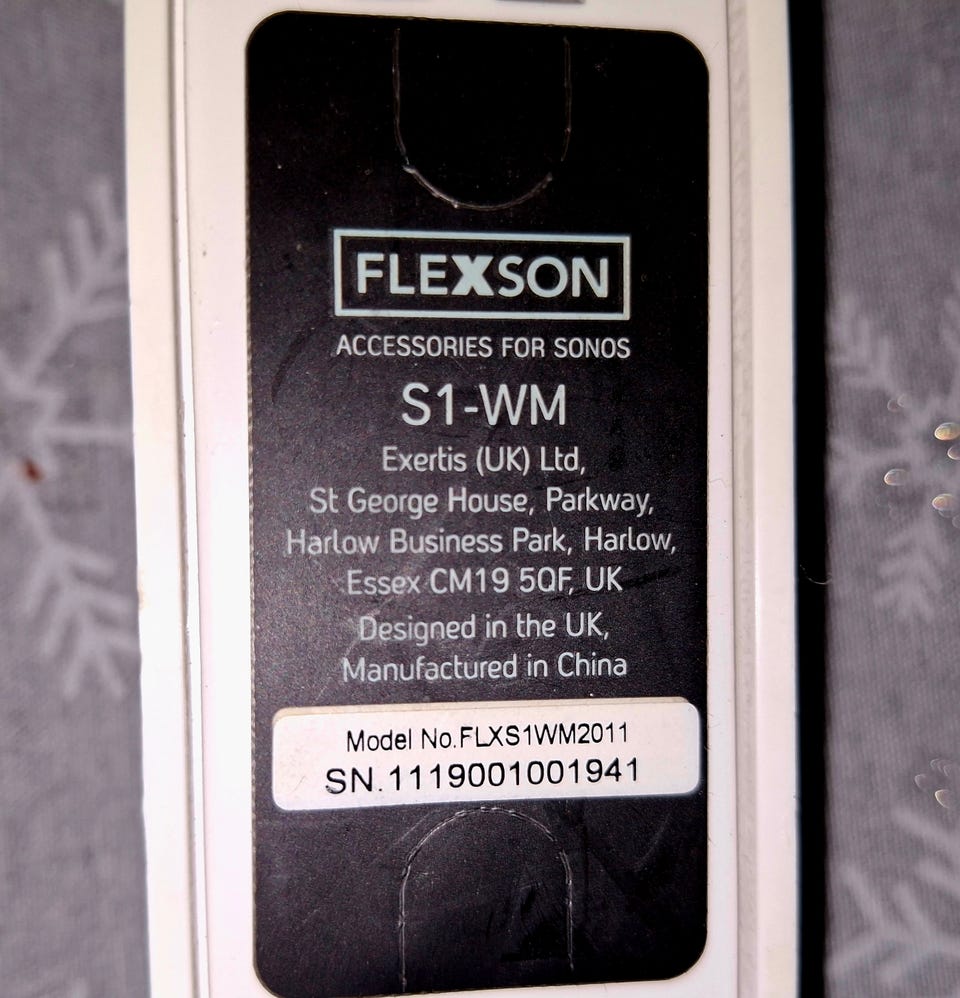 FLEXSON
ACCESSORIES FOR SONOS
S1-WM
Exertis (UK) Ltd,
St George House, Parkway,
Harlow Business Park, Harlow,
Essex CM19 5QF, UK
Designed in the UK,
Manufactured in China
Model No.FLXS1WM2011
SN.1119001001941